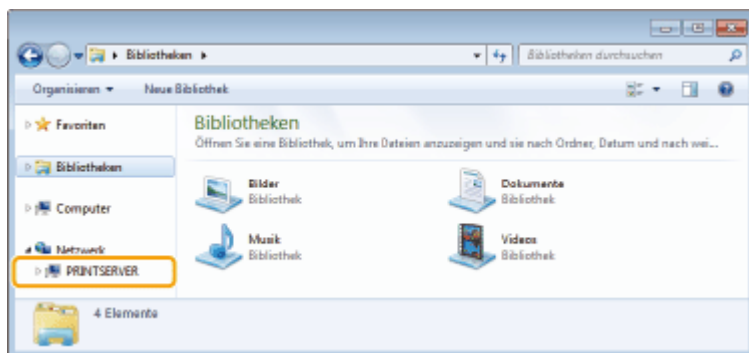 Bibliotheken
Bibliotheken durchsuchen
Organisieren
Neue Bibliothek
Favoriten
Bibliotheken
Computer
Netzwerk
PRINTSERVER
Bibliotheken
Öffnen Sie eine Bibliothek, um Ihre Dateien anzuzeigen und sie nach Ordner, Datum und nach wei...
Bilder
Bibliothek
Dokumente
Bibliothek
Musik
Bibliothek
Videos
Bibliothek
4 Elemente